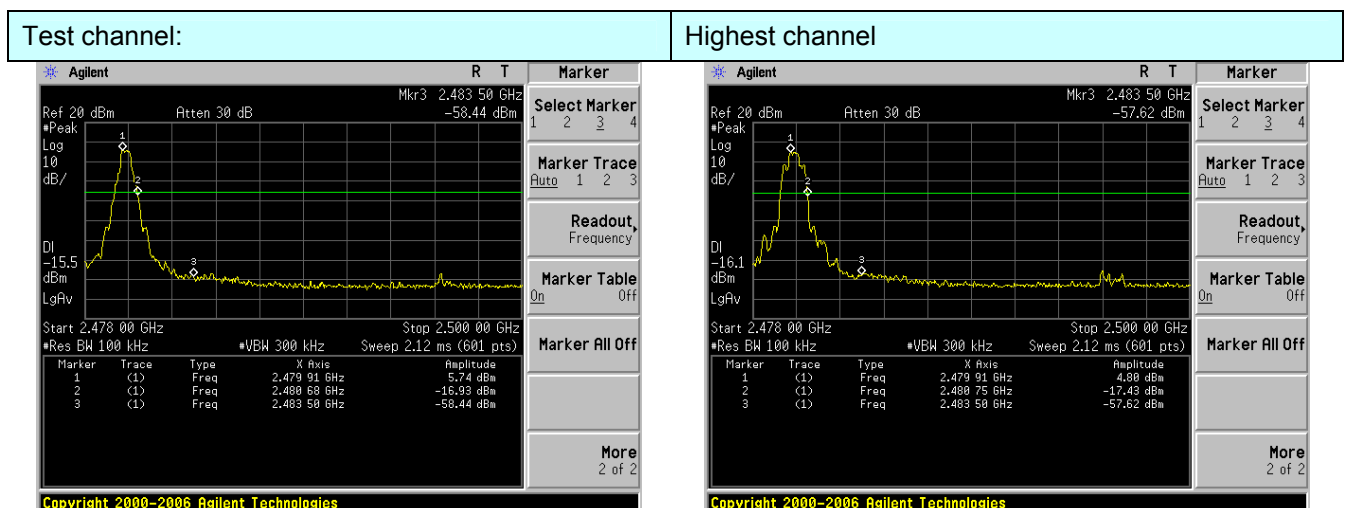 Test channel:
Highest channel
Agilent R T Marker
Mkr3 2.483 50 GHz
Ref 20 dBm Atten 30 dB -58.44 dBm
#Peak
Log
10
dB/
DI
-15.5
dBm
LgAv
1
2
3
Start 2.478 00 GHz Stop 2.500 00 GHz
#Res BW 100 kHz #VBW 300 kHz Sweep 2.12 ms (601 pts)
Marker Trace Type X Axis Amplitude
1 (1) Freq 2.479 91 GHz 5.74 dBm
2 (1) Freq 2.480 68 GHz -16.93 dBm
3 (1) Freq 2.483 50 GHz -58.44 dBm
Select Marker
1 2 3 4
Marker Trace
Auto 1 2 3
Readout
Frequency
Marker Table
On Off
Marker All Off
More
2 of 2
Copyright 2000-2006 Agilent Technologies
Agilent R T Marker
Mkr3 2.483 50 GHz
Ref 20 dBm Atten 30 dB -57.62 dBm
#Peak
Log
10
dB/
DI
-16.1
dBm
LgAv
1
2
3
Start 2.478 00 GHz Stop 2.500 00 GHz
#Res BW 100 kHz #VBW 300 kHz Sweep 2.12 ms (601 pts)
Marker Trace Type X Axis Amplitude
1 (1) Freq 2.479 91 GHz 4.80 dBm
2 (1) Freq 2.480 75 GHz -17.43 dBm
3 (1) Freq 2.483 50 GHz -57.62 dBm
Select Marker
1 2 3 4
Marker Trace
Auto 1 2 3
Readout
Frequency
Marker Table
On Off
Marker All Off
More
2 of 2
Copyright 2000-2006 Agilent Technologies